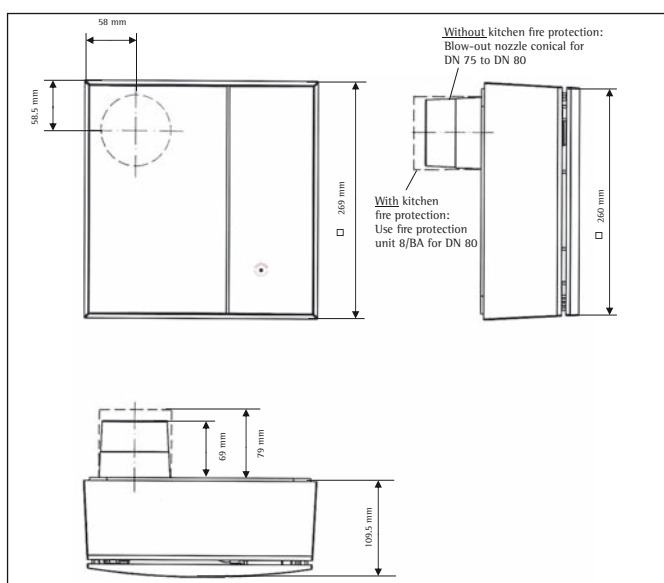 58 mm
58.5 mm
□ 269 mm
Without kitchen fire protection:
Blow-out nozzle conical for
DN 75 to DN 80
With kitchen
fire protection:
Use fire protection
unit 8/BA for DN 80
□ 260 mm
69 mm
79 mm
109.5 mm